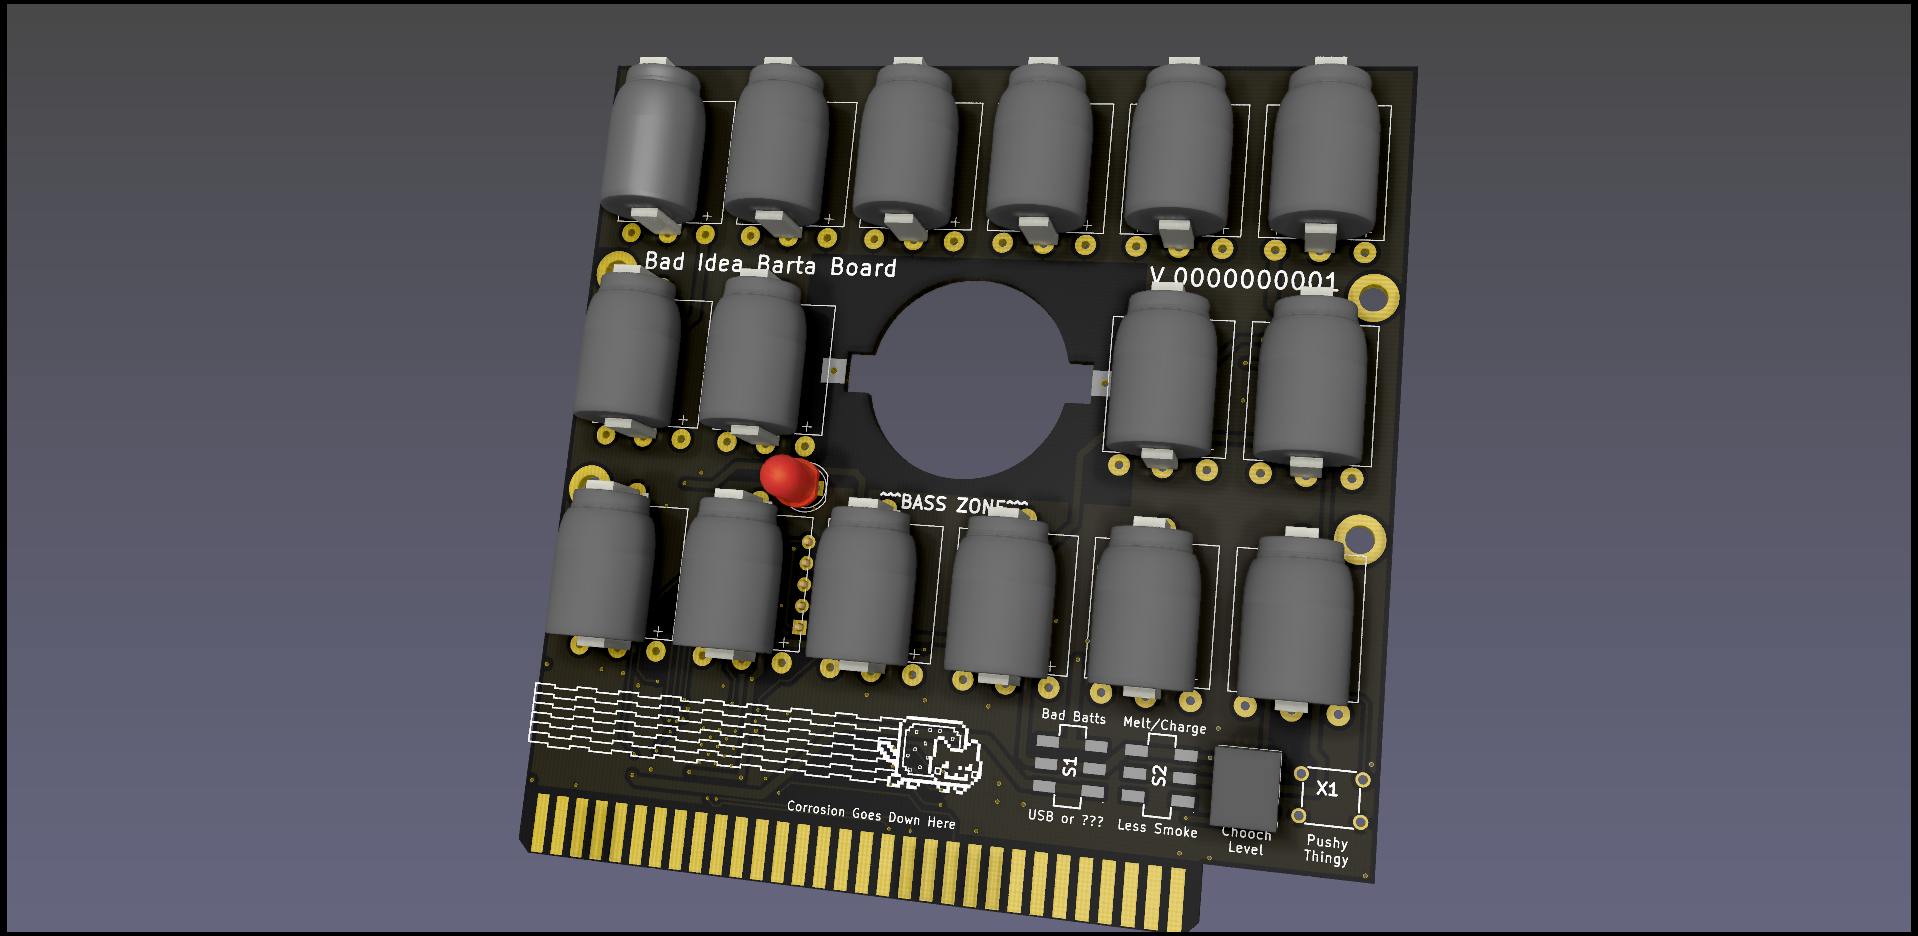 Bad Idea Barta Board
V 0000000001
~~~BASS ZONE~~~
Bad Batts
Melt/Charge
S1
S2
X1
USB or ???
Less Smoke
Chooch
Level
Pushy
Thingy
Corrosion Goes Down Here